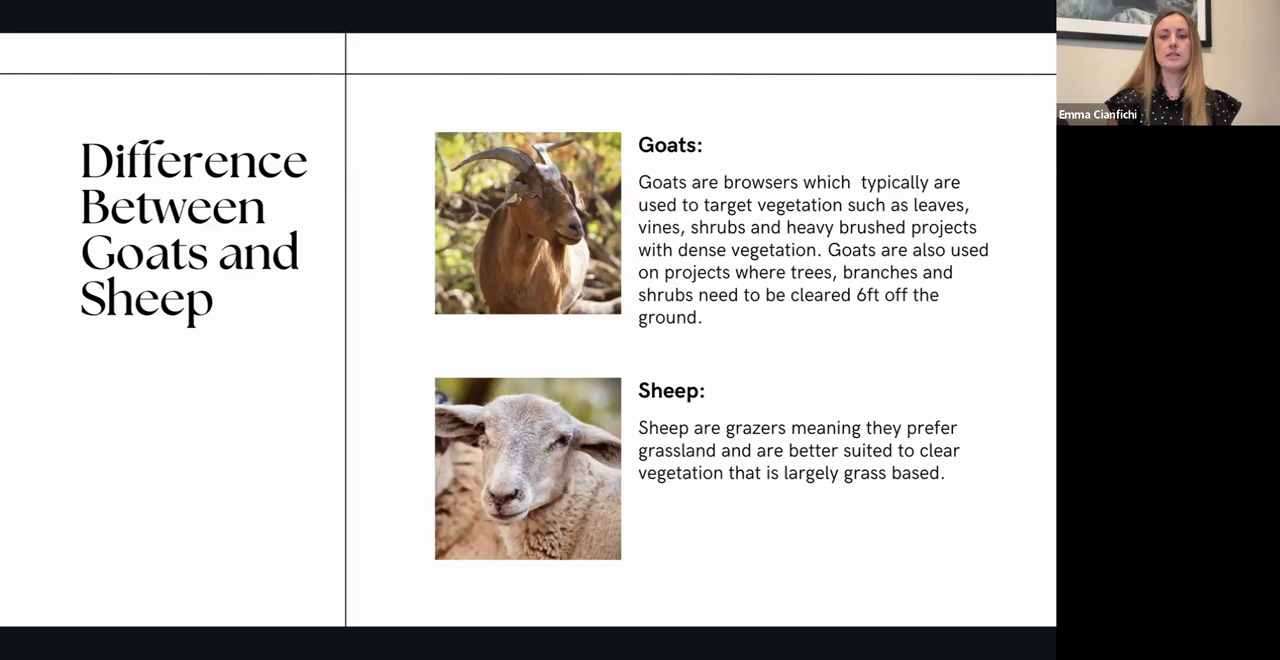 Difference
Between
Goats and
Sheep
Goats:
Goats are browsers which  typically are
used to target vegetation such as leaves,
vines, shrubs and heavy brushed projects
with dense vegetation. Goats are also used
on projects where trees, branches and
shrubs need to be cleared 6ft off the
ground.
Sheep:
Sheep are grazers meaning they prefer
grassland and are better suited to clear
vegetation that is largely grass based.
Emma Cianfichi